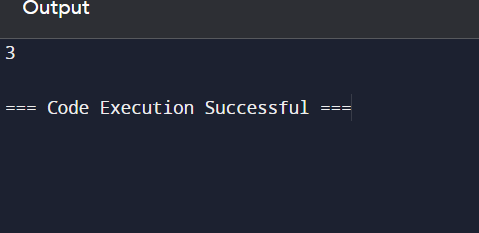 Output
3
=== Code Execution Successful ===